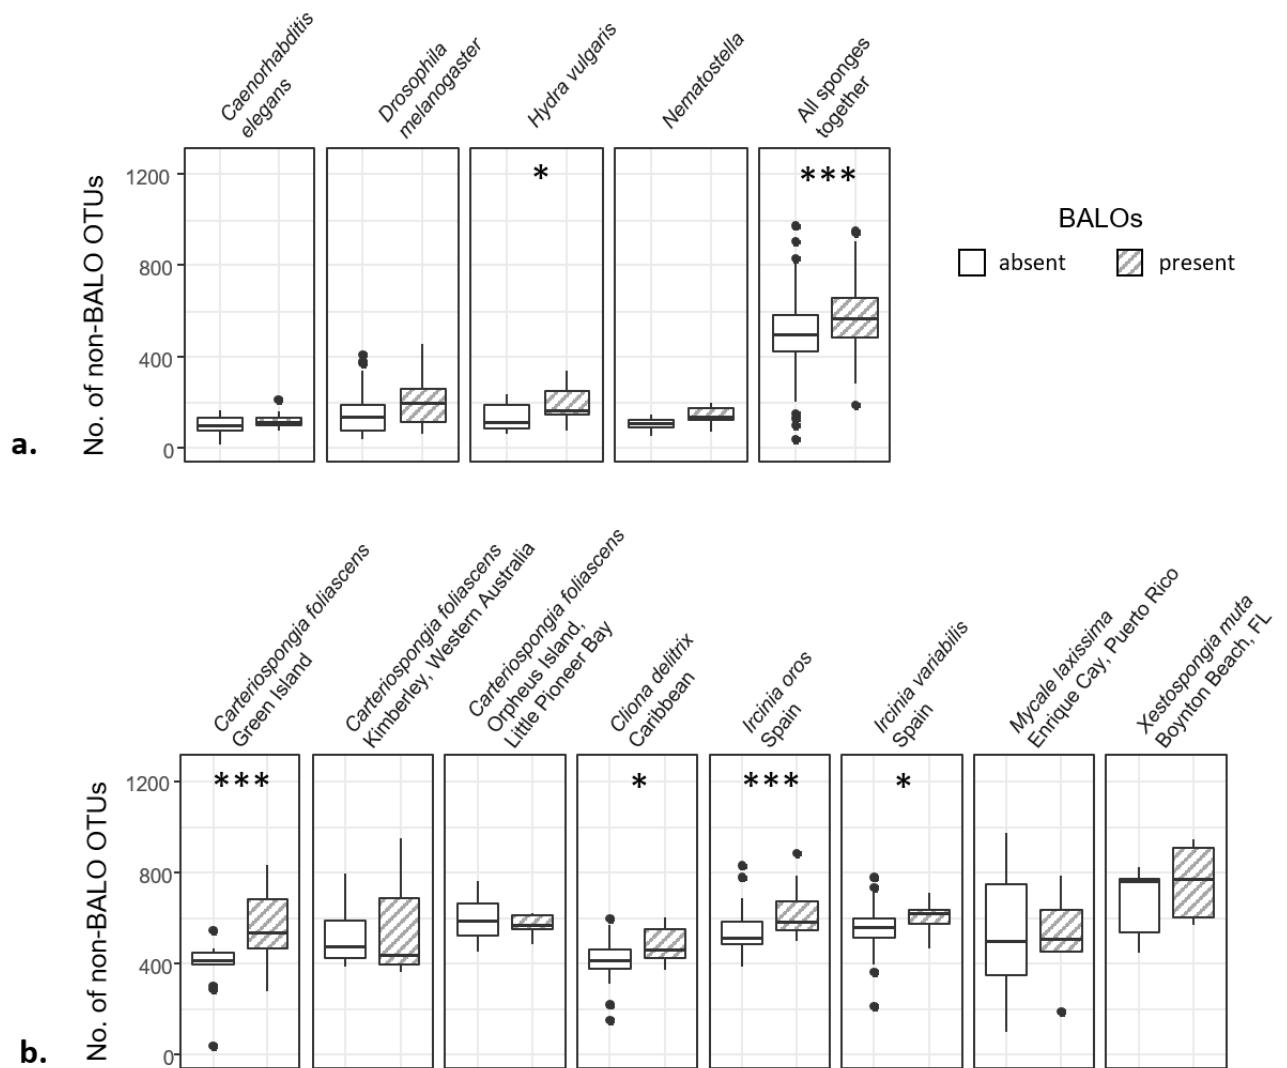 Caenorhabditis
elegans
Drosophila
melanogaster
Hydra vulgaris
Nematostella
All sponges
together
No. of non-BALO OTUs
1200
800
400
0
*
***
BALOs
absent
present
a.
Carteriospongia foliascens
Green Island
Carteriospongia foliascens
Kimberley, Western Australia
Carteriospongia foliascens
Orpheus Island,
Little Pioneer Bay
Cliona delitrix
Caribbean
Ircinia oros
Spain
Ircinia variabilis
Spain
Mycale laxissima
Enrique Cay, Puerto Rico
Xestospongia muta
Boynton Beach, FL
No. of non-BALO OTUs
1200
800
400
0
***
*
***
*
b.